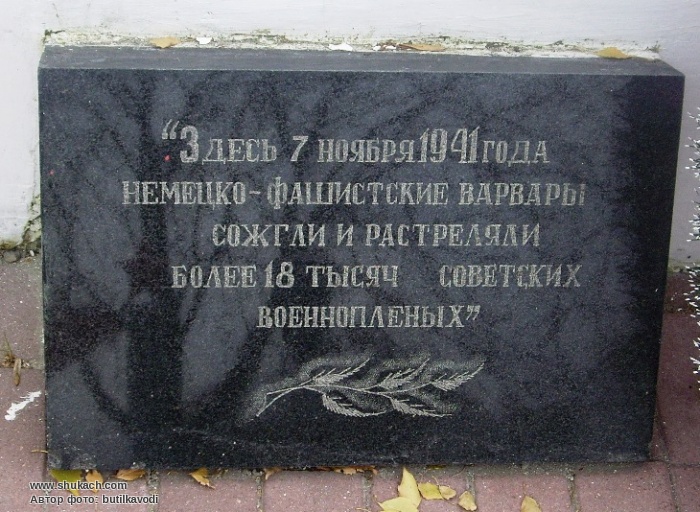 "Здесь 7 ноября 1941 года
немецко-фашистские варвары
сожгли и растреляли
более 18 тысяч советских
военнопленых"
www.shukach.com
Автор фото: butilkavodi